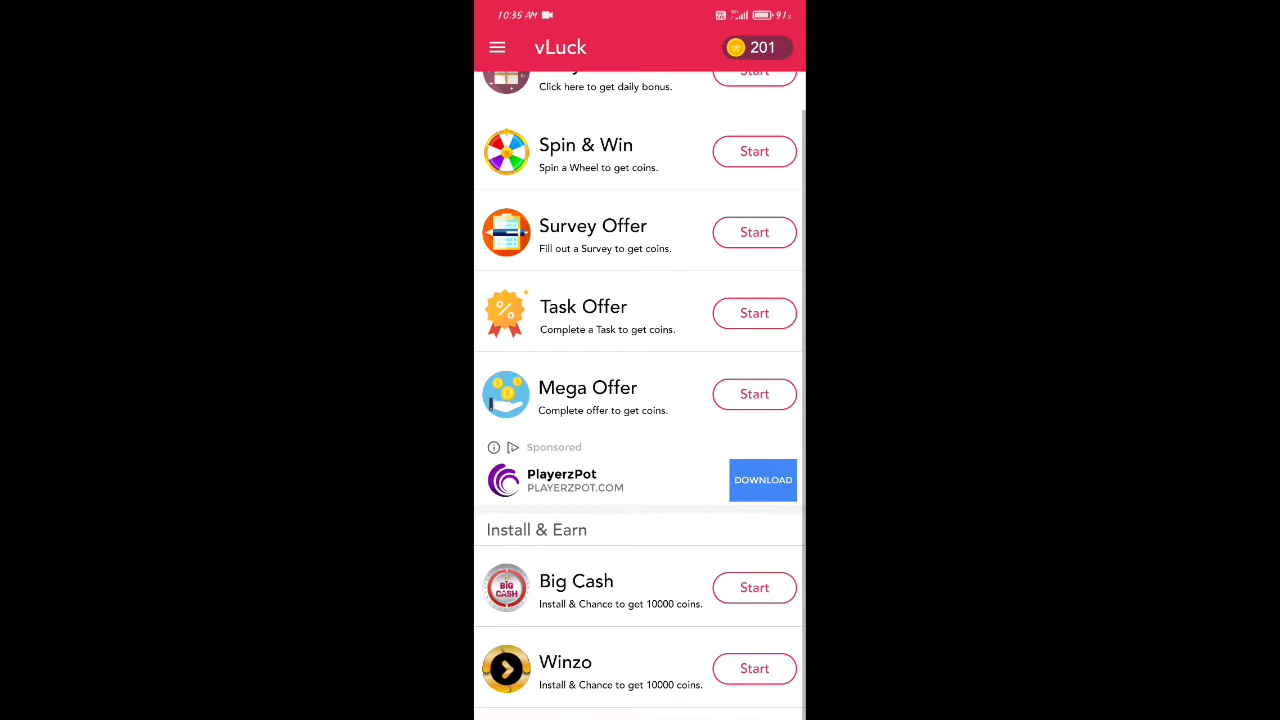 10:35 AM
91%
vLuck
201
Click here to get daily bonus.
Start
Spin & Win
Spin a Wheel to get coins.
Start
Survey Offer
Fill out a Survey to get coins.
Start
Task Offer
Complete a Task to get coins.
Start
Mega Offer
Complete offer to get coins.
Start
Sponsored
PlayerzPot
PLAYERZPOT.COM
DOWNLOAD
Install & Earn
Big Cash
Install & Chance to get 10000 coins.
Start
BIG CASH
Winzo
Install & Chance to get 10000 coins.
Start